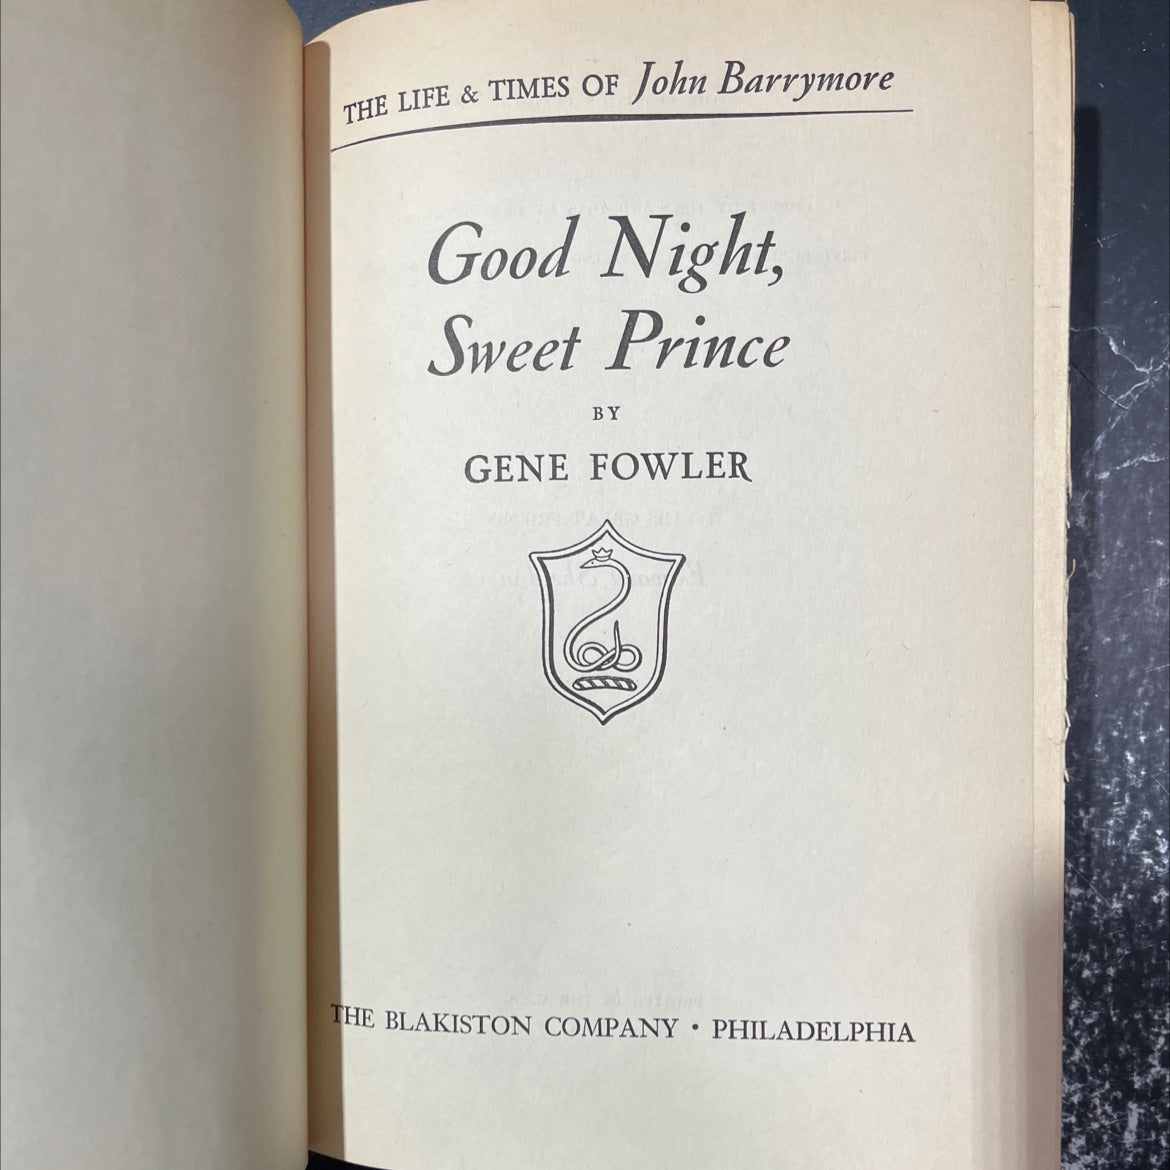 THE LIFE & TIMES OF John Barrymore
Good Night,
Sweet Prince
BY
GENE FOWLER
THE BLAKISTON COMPANY • PHILADELPHIA